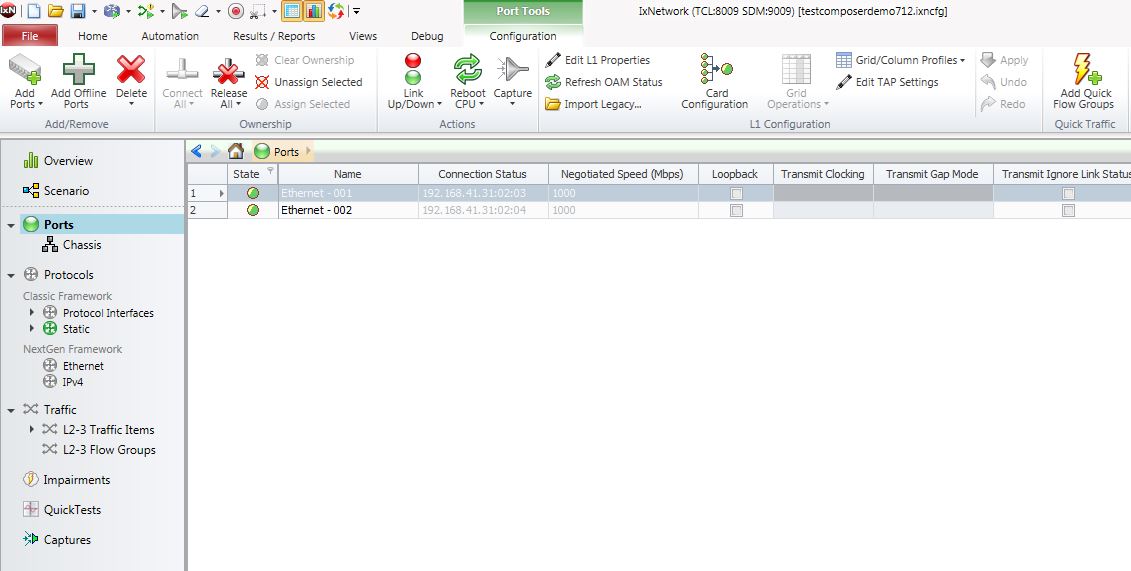 IxN Port Tools IxNetwork (TCL:8009 SDM:9009) [testcomposerdemo712.ixncfg]
File Home Automation Results / Reports Views Debug Configuration
Add Ports Add Offline Ports Delete Connect All Release All Clear Ownership Unassign Selected Assign Selected Link Up/Down Reboot CPU Capture Edit L1 Properties Refresh OAM Status Import Legacy... Card Configuration Grid Operations Grid/Column Profiles Edit TAP Settings Apply Undo Redo Add Quick Flow Groups
Add/Remove Ownership Actions L1 Configuration Quick Traffic
Overview
Scenario
Ports
Chassis
Protocols
Classic Framework
Protocol Interfaces
Static
NextGen Framework
Ethernet
IPv4
Traffic
L2-3 Traffic Items
L2-3 Flow Groups
Impairments
QuickTests
Captures
Ports
State Name Connection Status Negotiated Speed (Mbps) Loopback Transmit Clocking Transmit Gap Mode Transmit Ignore Link Status
1 Ethernet - 001 192.168.41.31:02:03 1000
2 Ethernet - 002 192.168.41.31:02:04 1000